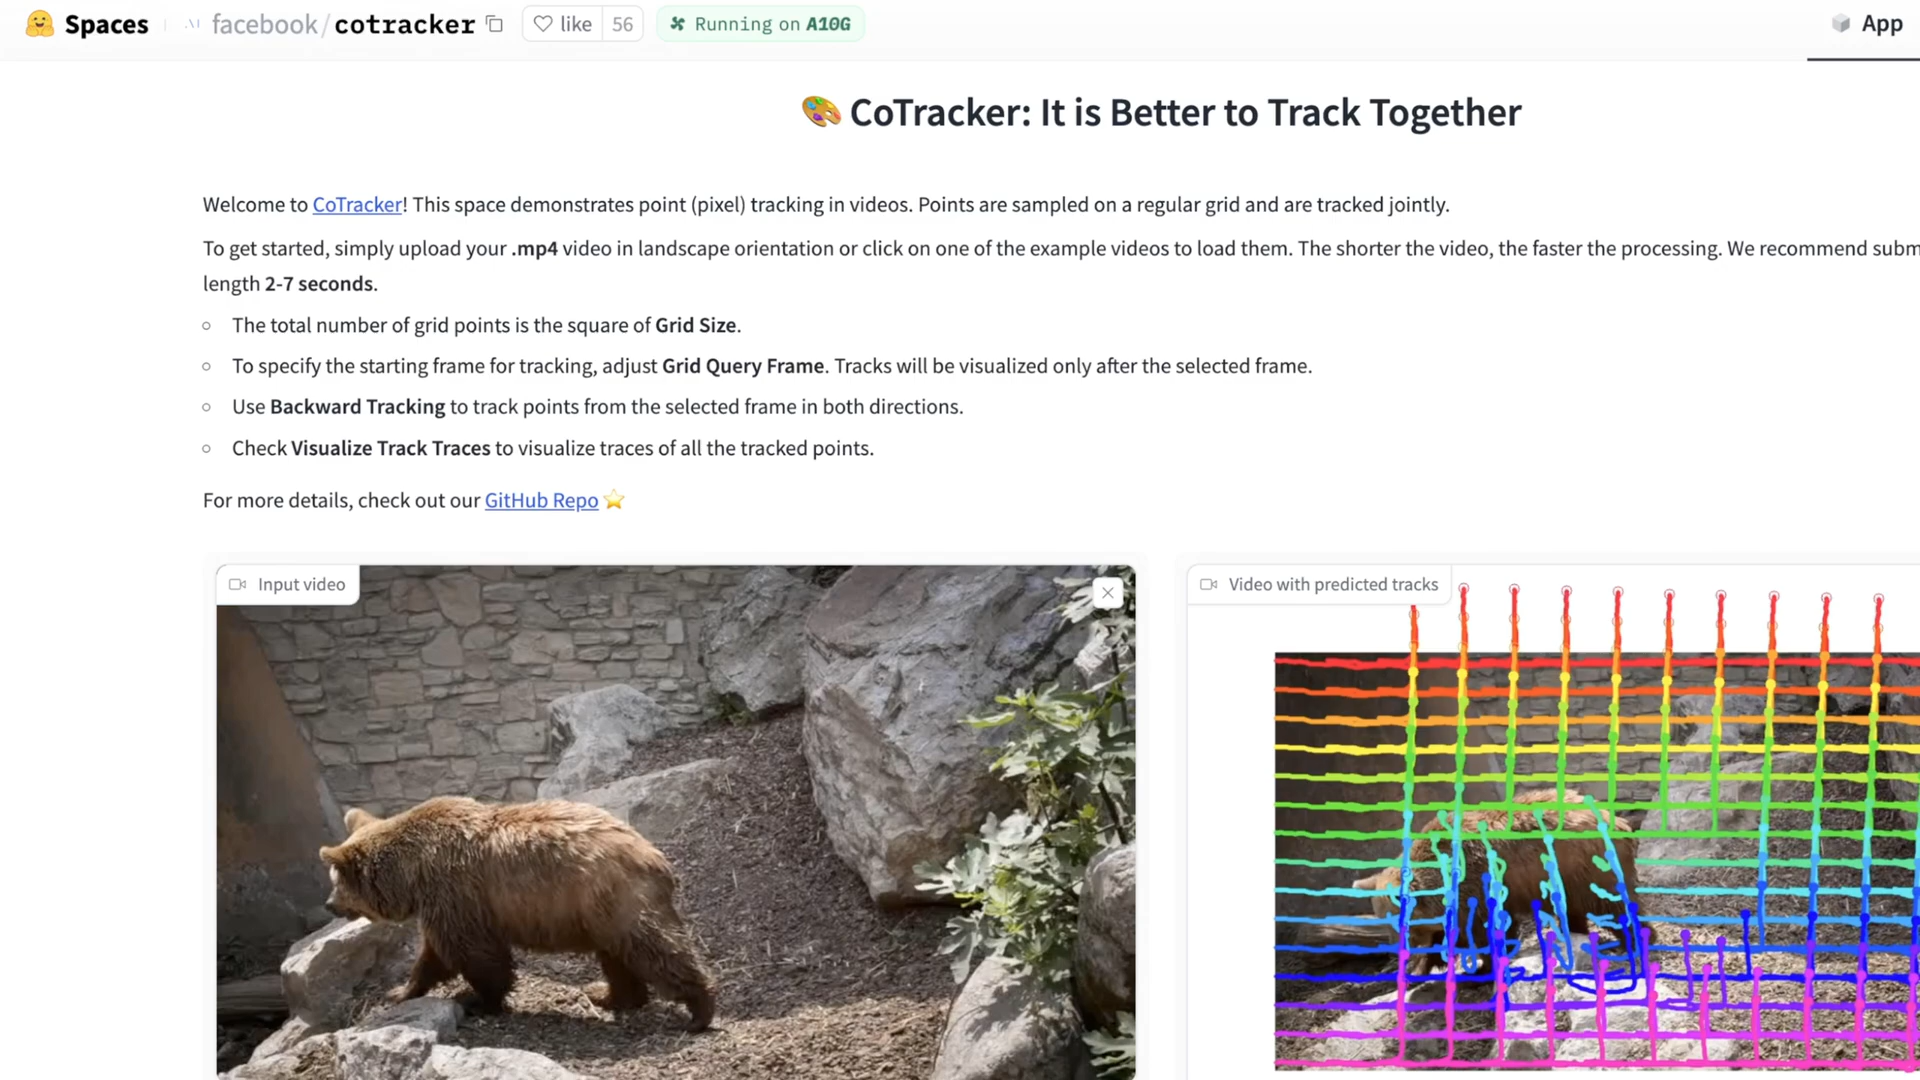 Spaces
facebook/cotracker
like 56
Running on A10G
App
CoTracker: It is Better to Track Together
Welcome to CoTracker! This space demonstrates point (pixel) tracking in videos. Points are sampled on a regular grid and are tracked jointly.
To get started, simply upload your .mp4 video in landscape orientation or click on one of the example videos to load them. The shorter the video, the faster the processing. We recommend subm
length 2-7 seconds.
The total number of grid points is the square of Grid Size.
To specify the starting frame for tracking, adjust Grid Query Frame. Tracks will be visualized only after the selected frame.
Use Backward Tracking to track points from the selected frame in both directions.
Check Visualize Track Traces to visualize traces of all the tracked points.
For more details, check out our GitHub Repo
Input video
Video with predicted tracks